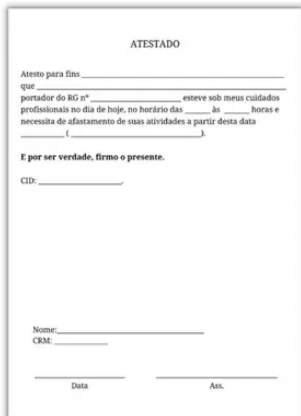 ATESTADO
Atesto para fins
que
portador do RG nº esteve sob meus cuidados
profissionais no dia de hoje, no horário das às horas e
necessita de afastamento de suas atividades a partir desta data
( ).
E por ser verdade, firmo o presente.
CID: .
Nome:
CRM:
Data Ass.